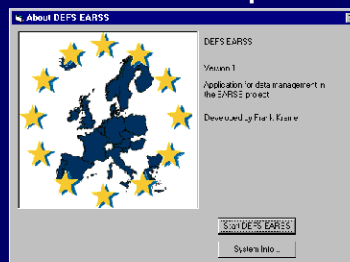 About DEFS EARSS
DEFS EARSS
Version 1
Application for data management in
the EARSS project
Developed by Frank
Start DEFS EARSS
System Info...